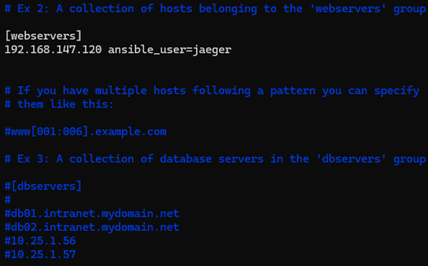 # Ex 2: A collection of hosts belonging to the 'webservers' group
[webservers]
192.168.147.120 ansible_user=jaeger
# If you have multiple hosts following a pattern you can specify
# them like this:
#www[001:006].example.com
# Ex 3: A collection of database servers in the 'dbservers' group
#[dbservers]
#
#db01.intranet.mydomain.net
#db02.intranet.mydomain.net
#10.25.1.56
#10.25.1.57